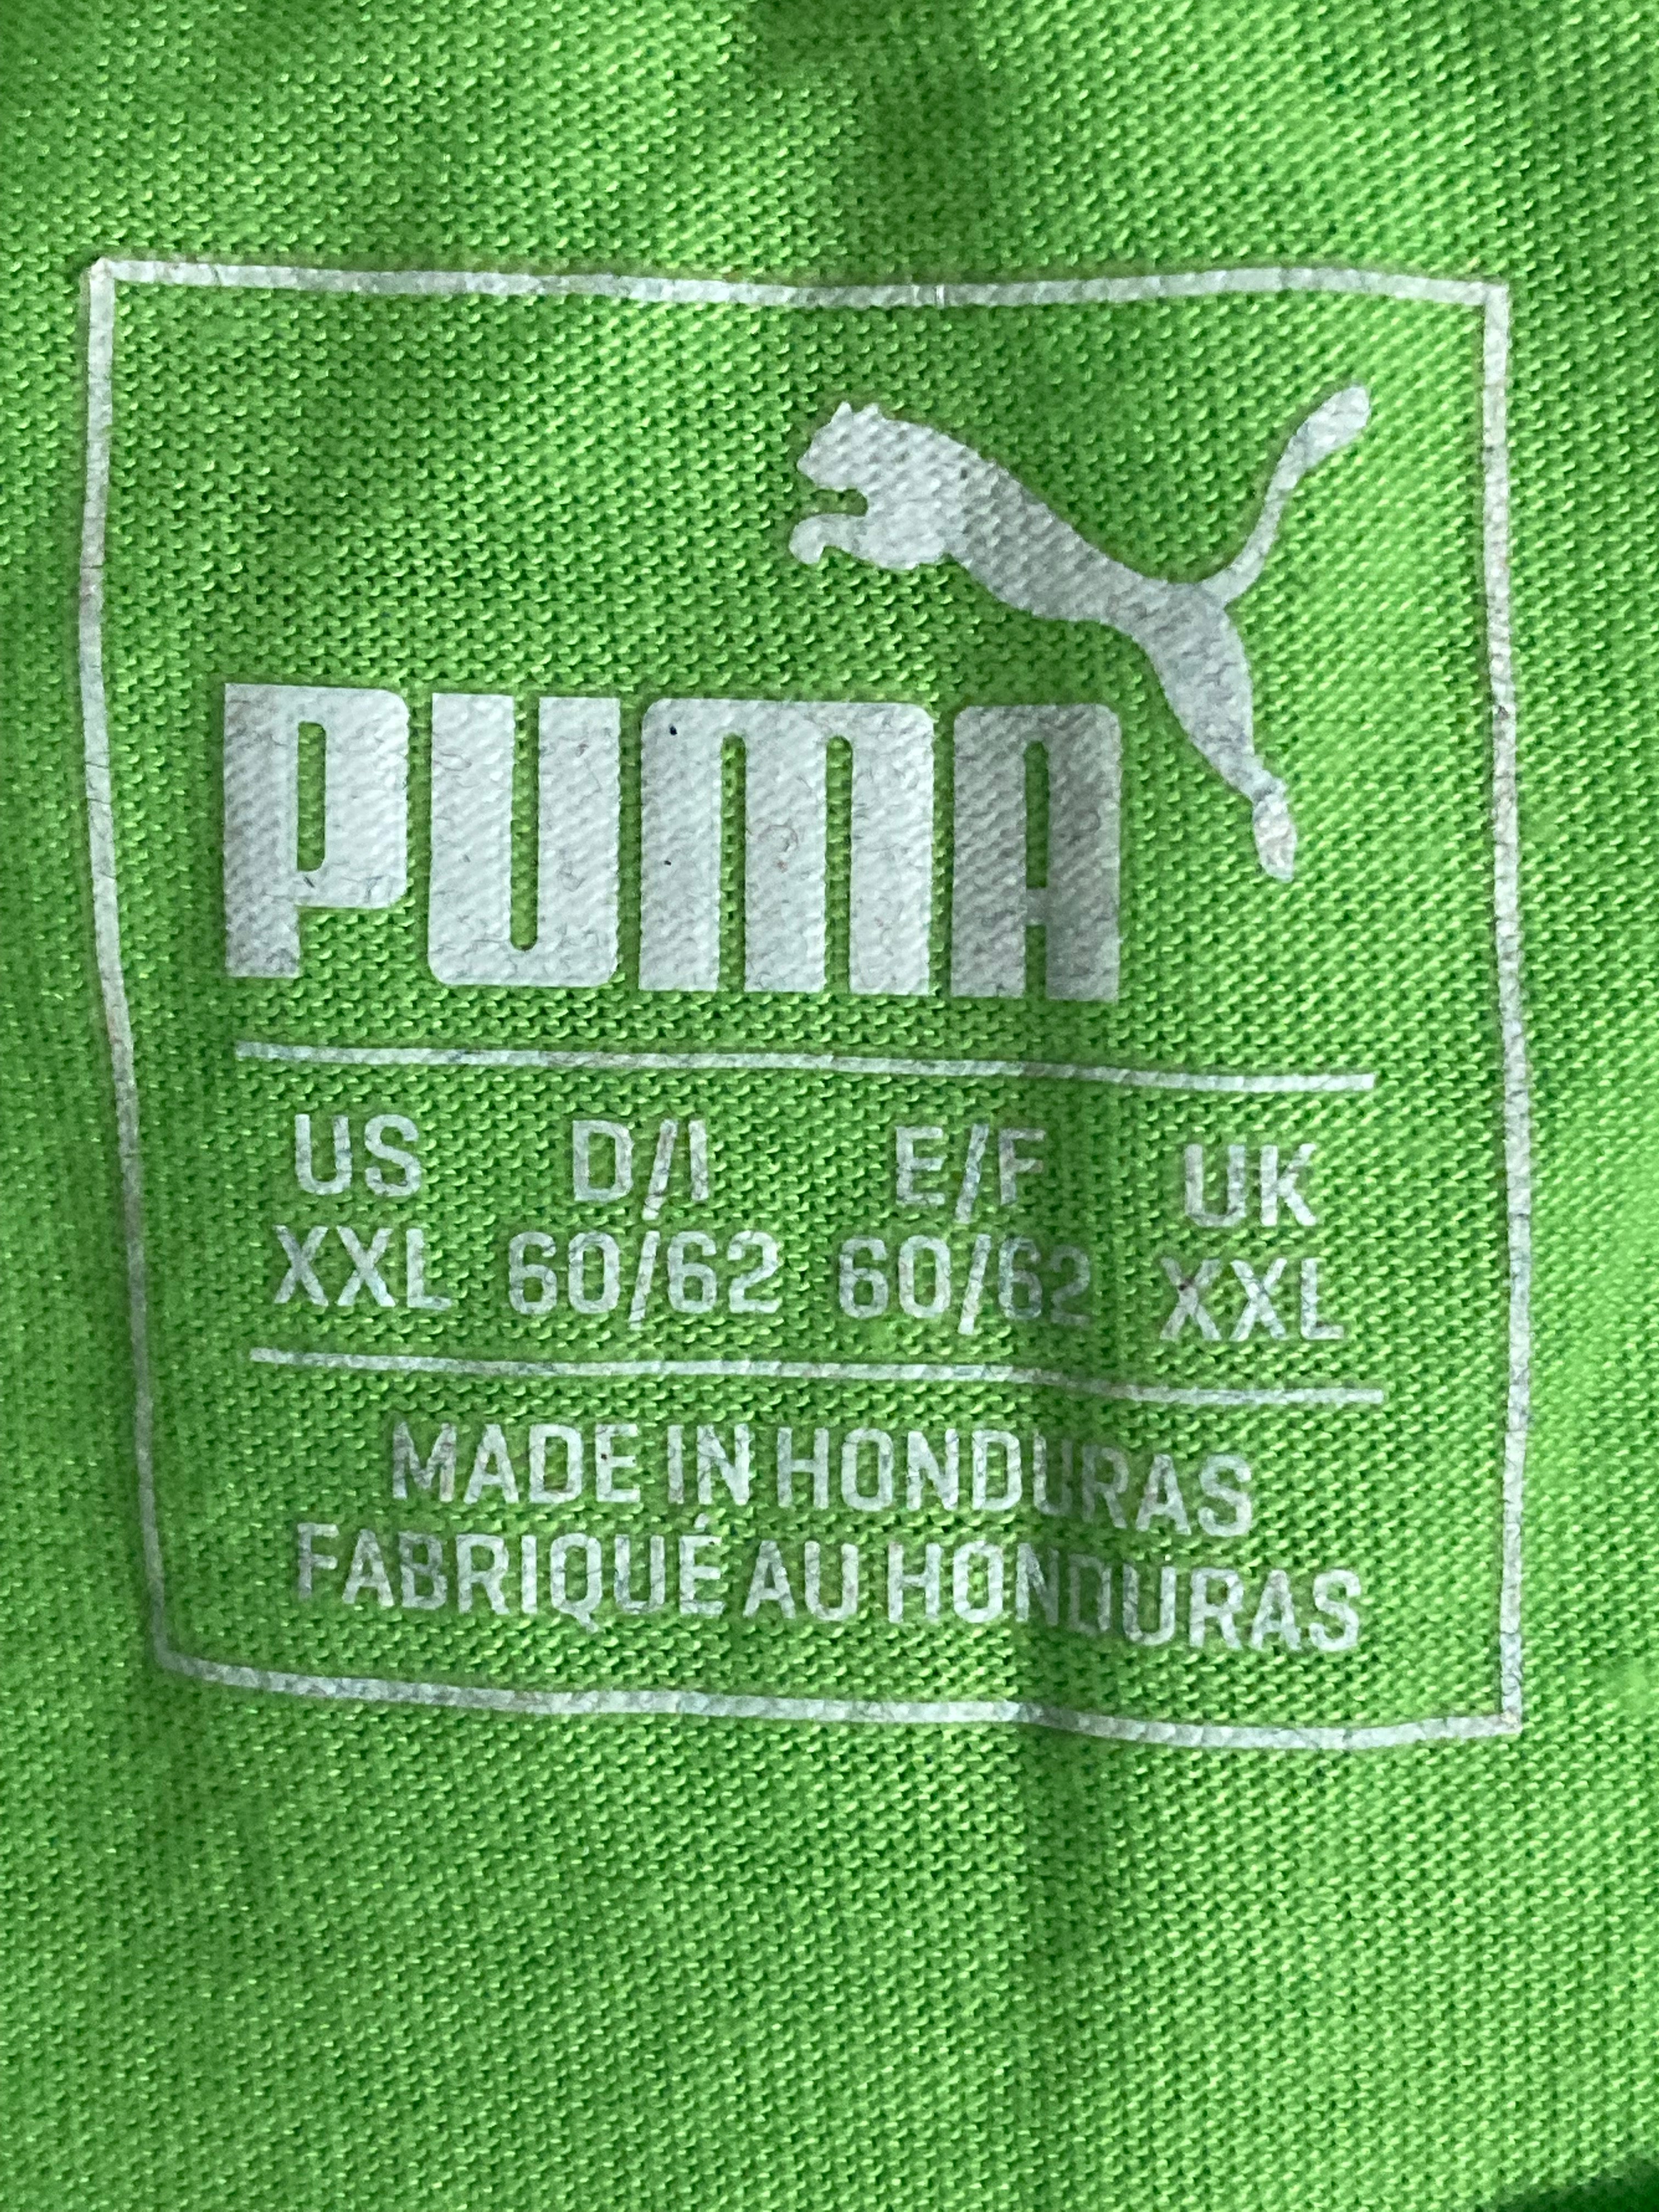 PUMA
US D/I E/F UK
XXL 60/62 60/62 XXL
MADE IN HONDURAS
FABRIQUÉ AU HONDURAS